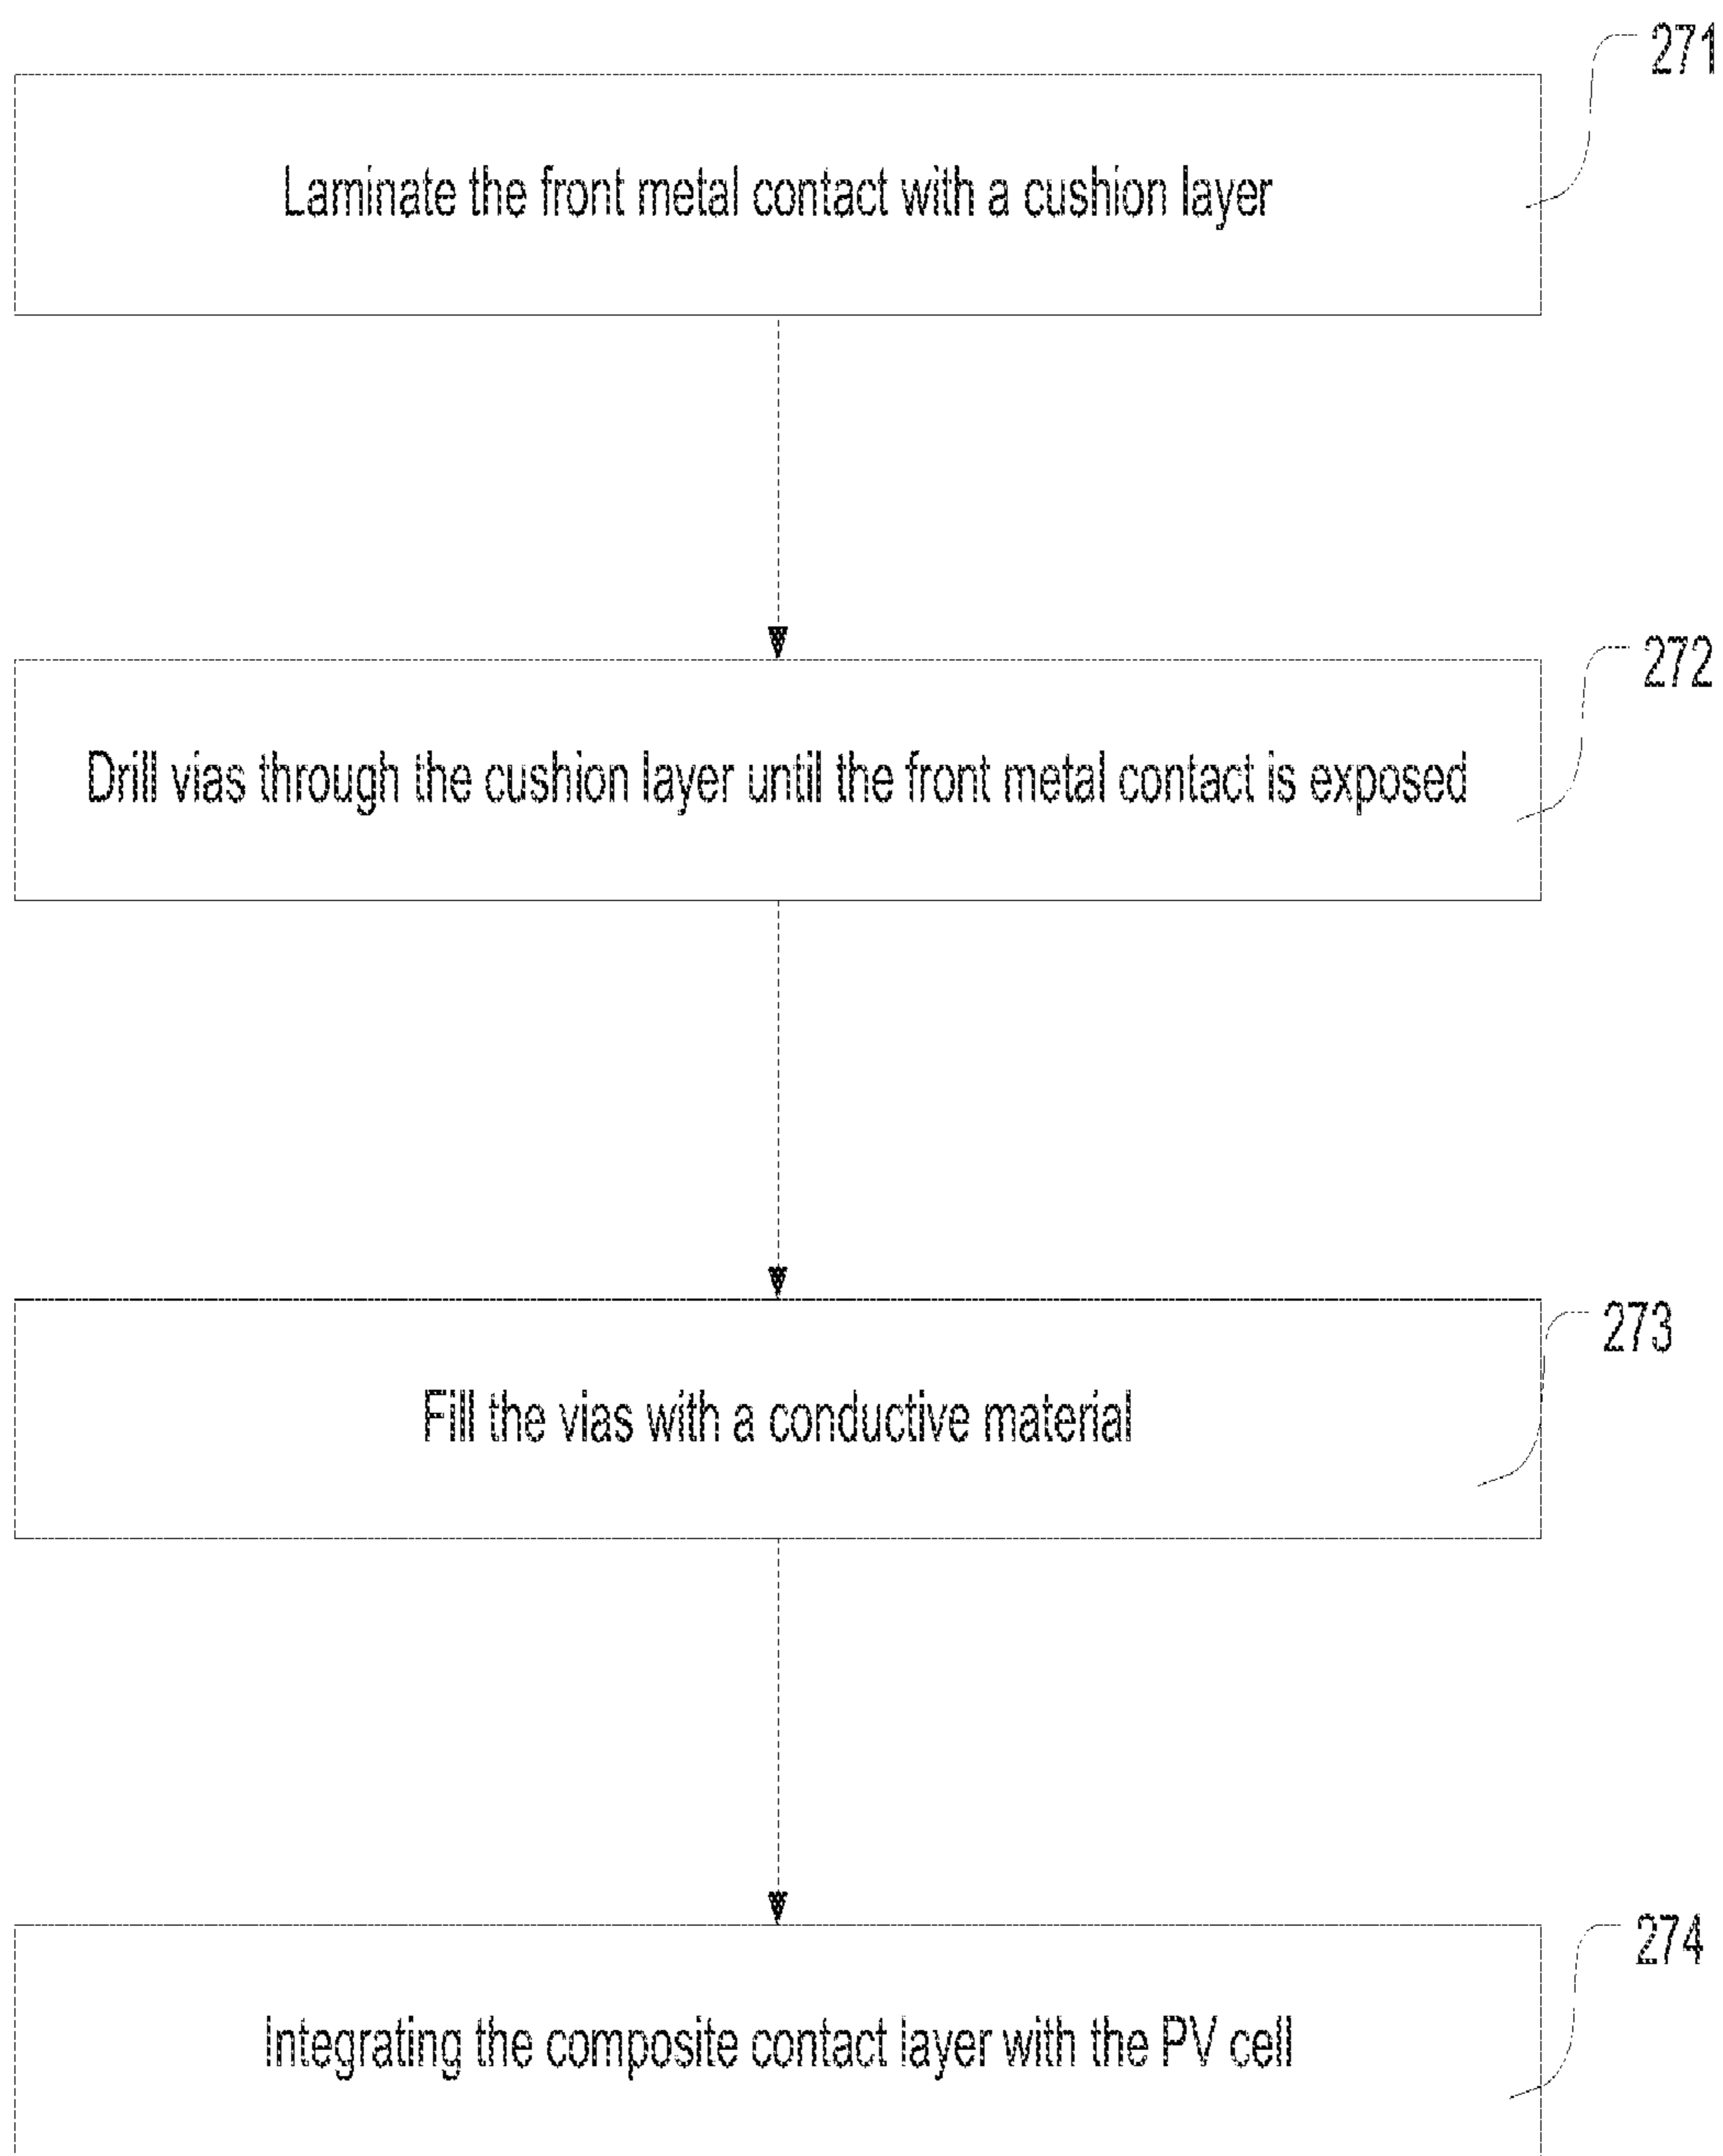 271
Laminate the front metal contact with a cushion layer
272
Drill vias through the cushion layer until the front metal contact is exposed
273
Fill the vias with a conductive material
274
Integrating the composite contact layer with the PV cell